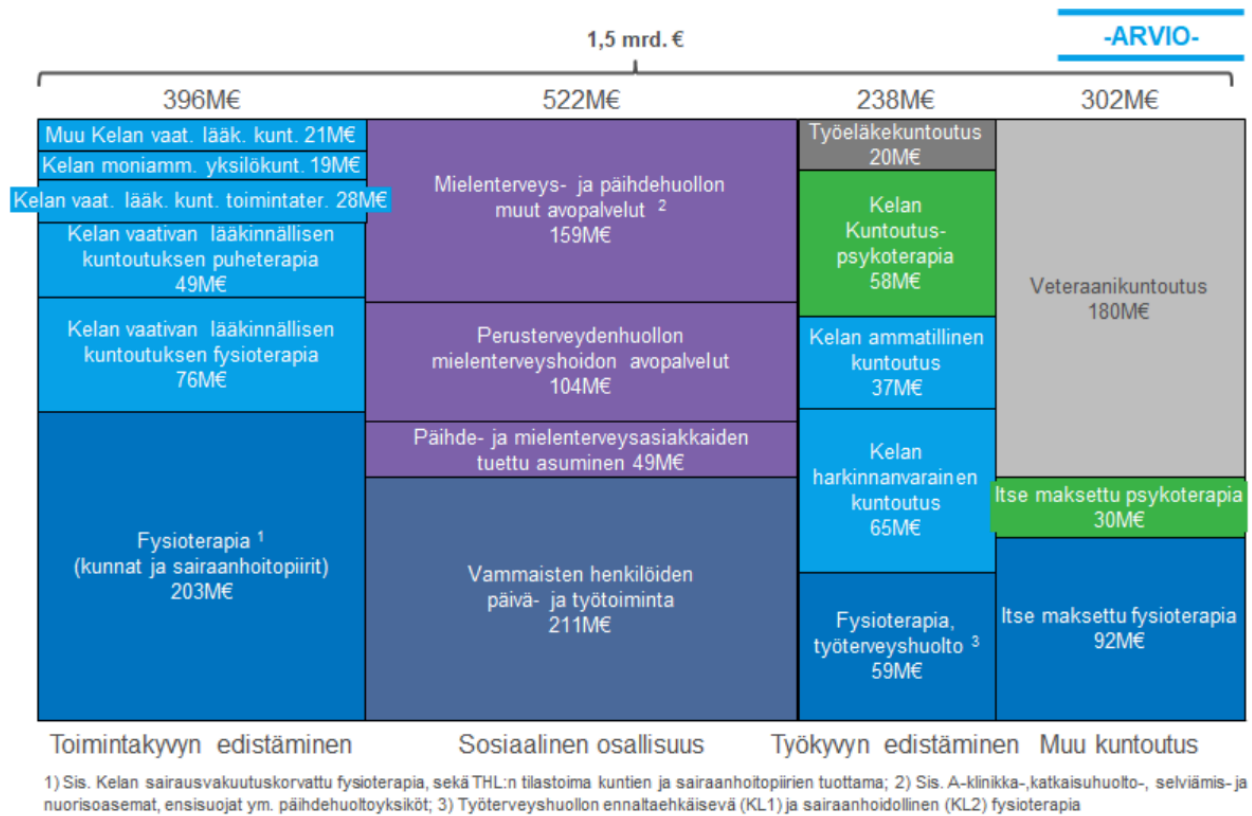 1,5 mrd. €
-ARVIO-
396M€
522M€
238M€
302M€
Muu Kelan vaat. lääk. kunt. 21M€
Kelan moniamm. yksilökunt. 19M€
Kelan vaat. lääk. kunt. toimintater. 28M€
Kelan vaativan lääkinnällisen
kuntoutuksen puheterapia
49M€
Kelan vaativan lääkinnällisen
kuntoutuksen fysioterapia
76M€
Fysioterapia 1
(kunnat ja sairaanhoitopiirit)
203M€
Mielenterveys- ja päihdehuollon
muut avopalvelut 2
159M€
Perusterveydenhuollon
mielenterveyshoidon avopalvelut
104M€
Päihde- ja mielenterveysasiakkaiden
tuettu asuminen 49M€
Vammaisten henkilöiden
päivä- ja työtoiminta
211M€
Työeläkekuntoutus
20M€
Kelan
Kuntoutus-
psykoterapia
58M€
Kelan ammatillinen
kuntoutus
37M€
Kelan
harkinnanvarainen
kuntoutus
65M€
Fysioterapia,
työterveyshuolto 3
59M€
Veteraanikuntoutus
180M€
Itse maksettu psykoterapia
30M€
Itse maksettu fysioterapia
92M€
Toimintakyvyn edistäminen
Sosiaalinen osallisuus
Työkyvyn edistäminen
Muu kuntoutus
1) Sis. Kelan sairausvakuutuskorvattu fysioterapia, sekä THL:n tilastoima kuntien ja sairaanhoitopiirien tuottama; 2) Sis. A-klinikka-,katkaisuhuolto-, selviämis- ja
nuorisoasemat, ensisuojat ym. päihdehuoltoyksiköt; 3) Työterveyshuollon ennaltaehkäisevä (KL1) ja sairaanhoidollinen (KL2) fysioterapia